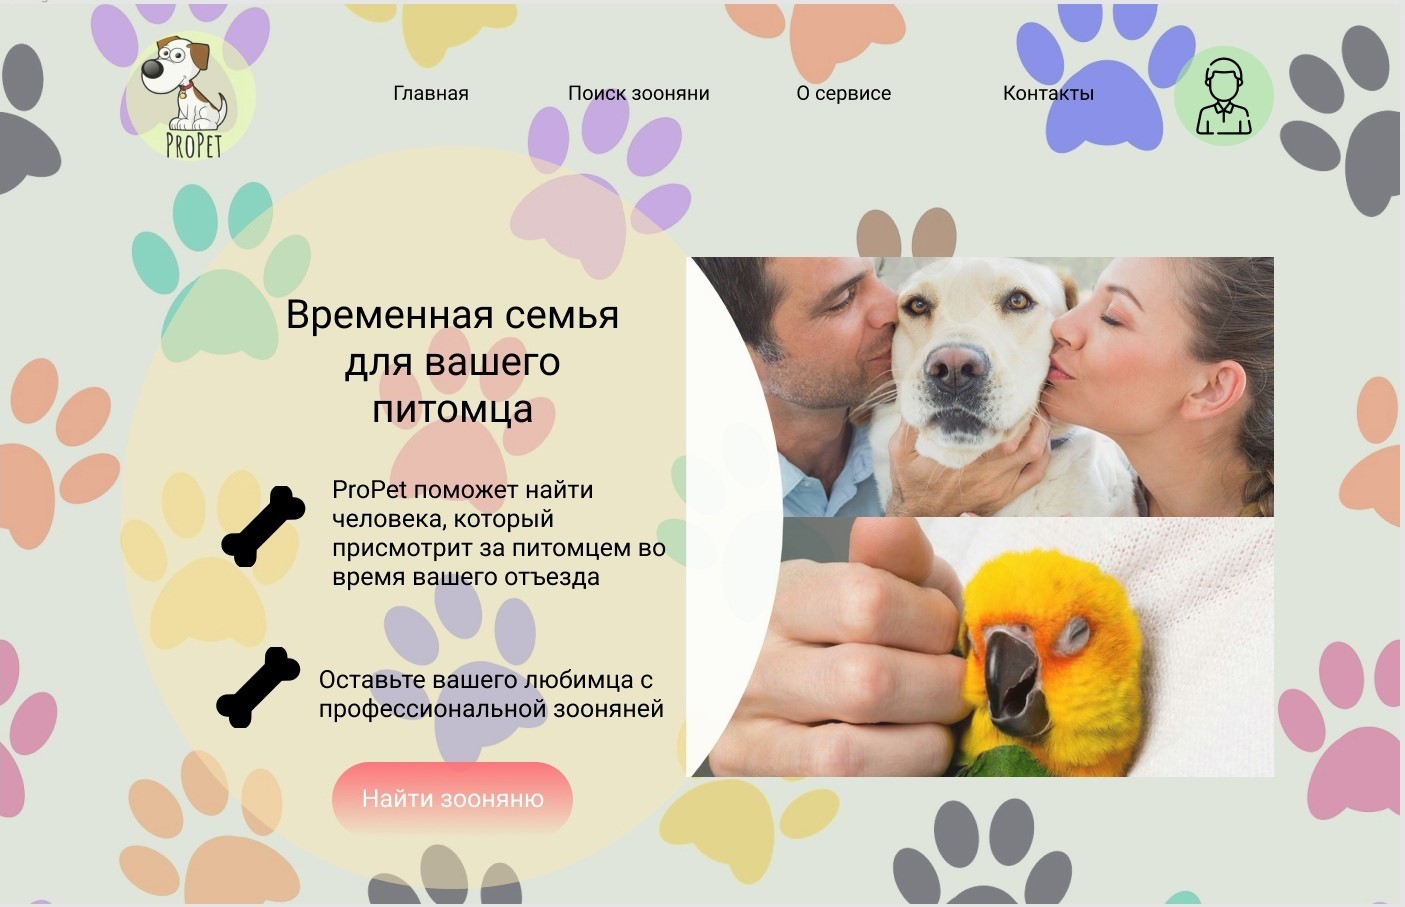 PROPET
Главная
Поиск зооняни
О сервисе
Контакты
Временная семья
для вашего
питомца
ProPet поможет найти
человека, который
присмотрит за питомцем во
время вашего отъезда
Оставьте вашего любимца с
профессиональной зооняней
Найти зооняню